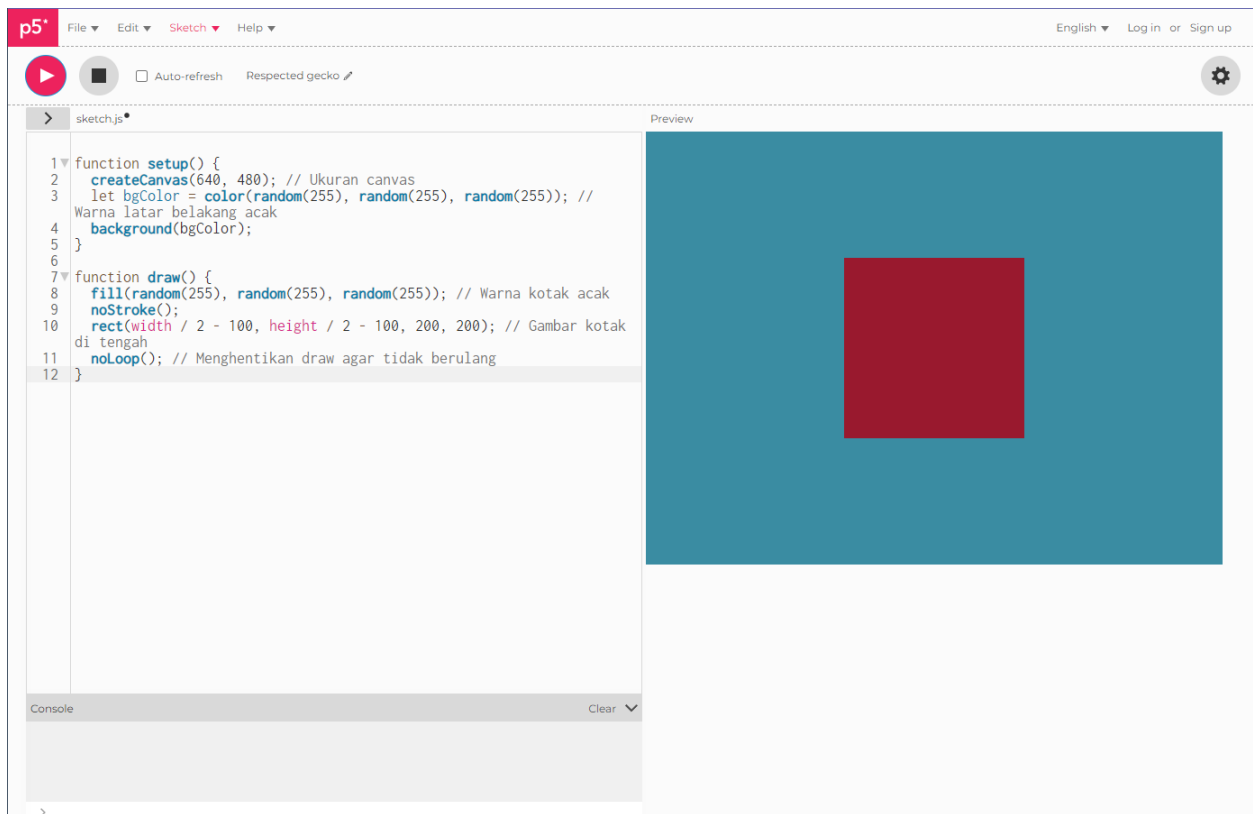 p5* File Edit Sketch Help English Log in or Sign up
Auto-refresh Respected gecko
sketch.js Preview
1 function setup() {
2 createCanvas(640, 480); // Ukuran canvas
3 let bgColor = color(random(255), random(255), random(255)); //
Warna latar belakang acak
4 background(bgColor);
5 }
6
7 function draw() {
8 fill(random(255), random(255), random(255)); // Warna kotak acak
9 noStroke();
10 rect(width / 2 - 100, height / 2 - 100, 200, 200); // Gambar kotak
di tengah
11 noLoop(); // Menghentikan draw agar tidak berulang
12 }
Console Clear